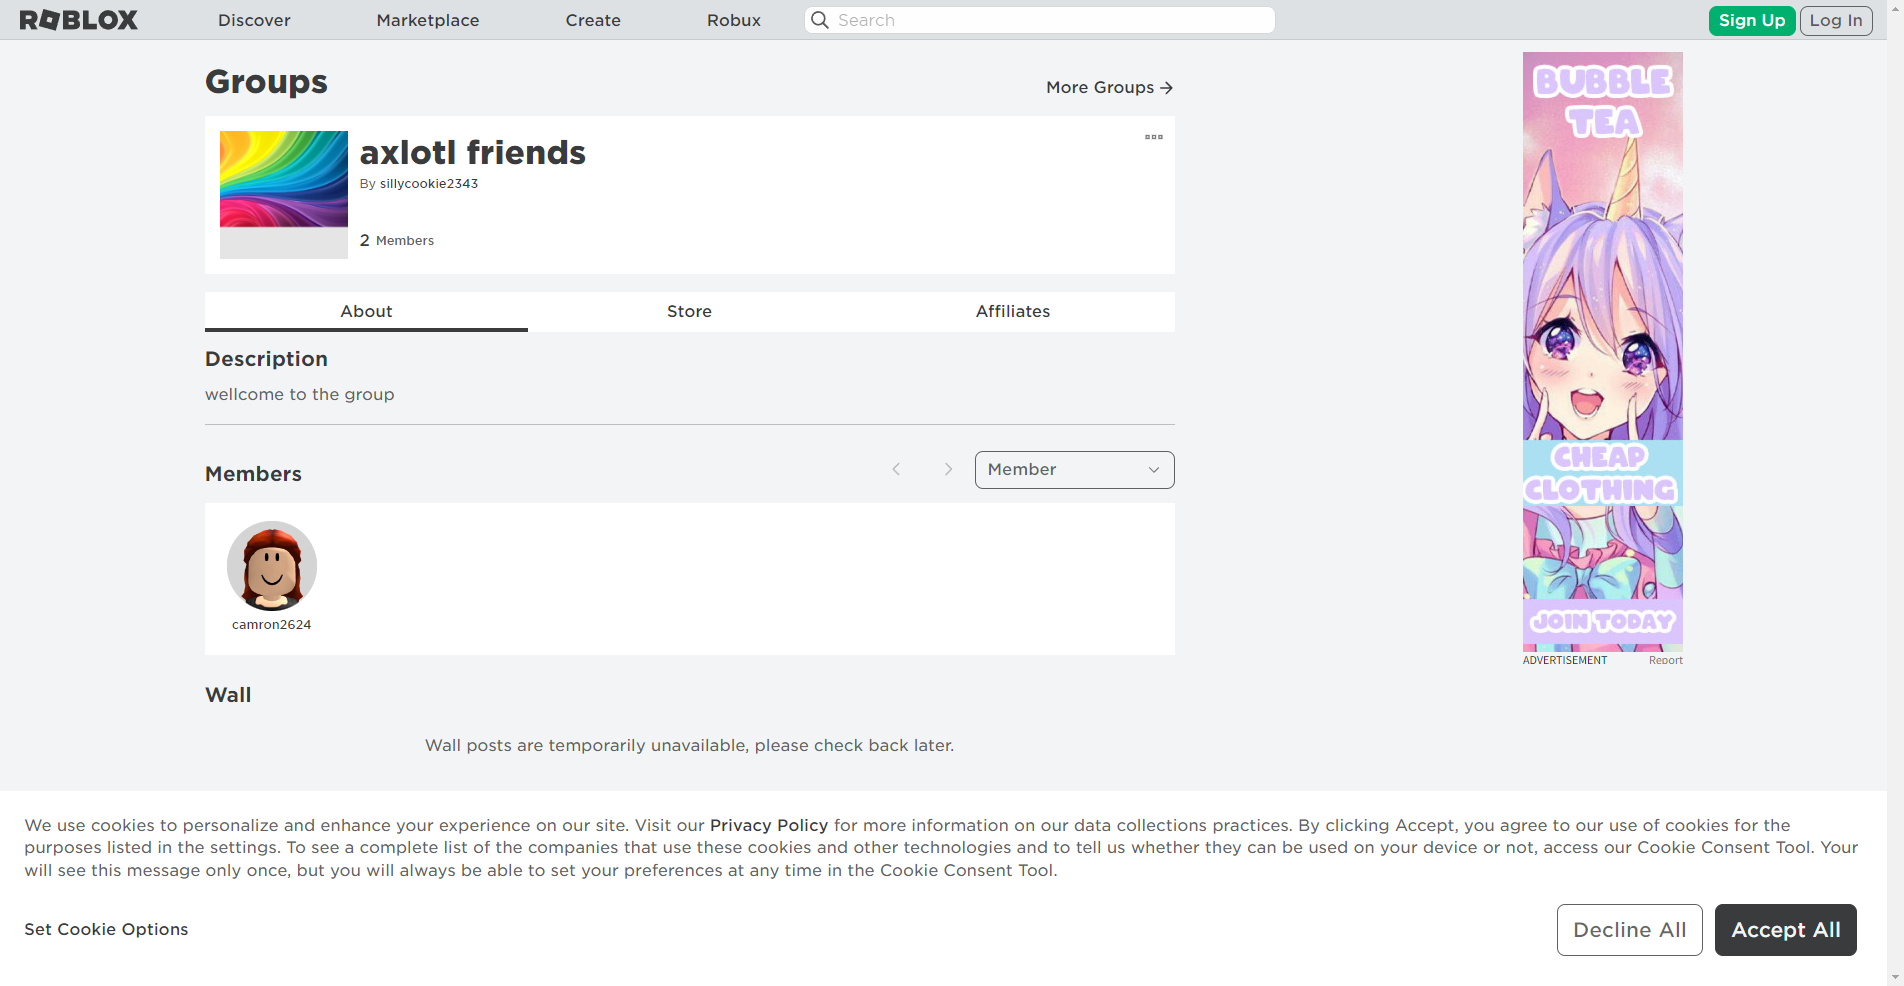 ROBLOX
Discover
Marketplace
Create
Robux
Search
Sign Up
Log In
Groups
More Groups
axlotl friends
By sillycookie2343
2 Members
About
Store
Affiliates
Description
wellcome to the group
Members
Member
camron2624
Wall
Wall posts are temporarily unavailable, please check back later.
BUBBLE
TEA
CHEAP
CLOTHING
JOIN TODAY
ADVERTISEMENT
Report
We use cookies to personalize and enhance your experience on our site. Visit our Privacy Policy for more information on our data collections practices. By clicking Accept, you agree to our use of cookies for the
purposes listed in the settings. To see a complete list of the companies that use these cookies and other technologies and to tell us whether they can be used on your device or not, access our Cookie Consent Tool. Your
will see this message only once, but you will always be able to set your preferences at any time in the Cookie Consent Tool.
Set Cookie Options
Decline All
Accept All